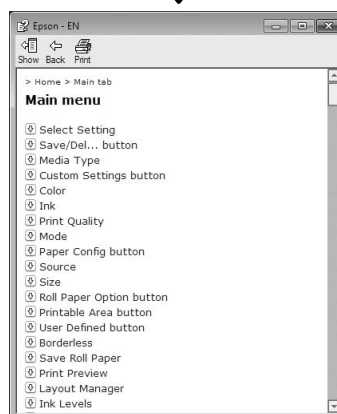 Epson - EN
Show Back Print
> Home > Main tab
Main menu
Select Setting
Save/Del... button
Media Type
Custom Settings button
Color
Ink
Print Quality
Mode
Paper Config button
Source
Size
Roll Paper Option button
Printable Area button
User Defined button
Borderless
Save Roll Paper
Print Preview
Layout Manager
Ink Levels